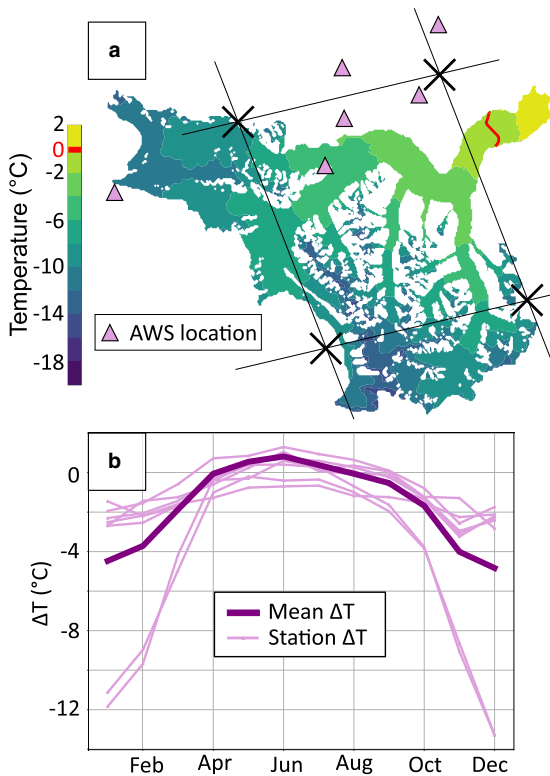 a
Temperature (°C)
2
0
-2
-6
-10
-14
-18
AWS location
b
ΔT (°C)
0
-4
-8
-12
Mean ΔT
Station ΔT
Feb Apr Jun Aug Oct Dec